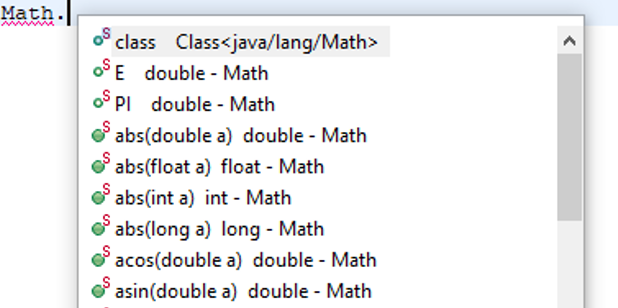 Math.
class Class<java/lang/Math>
E double - Math
PI double - Math
abs(double a) double - Math
abs(float a) float - Math
abs(int a) int - Math
abs(long a) long - Math
acos(double a) double - Math
asin(double a) double - Math